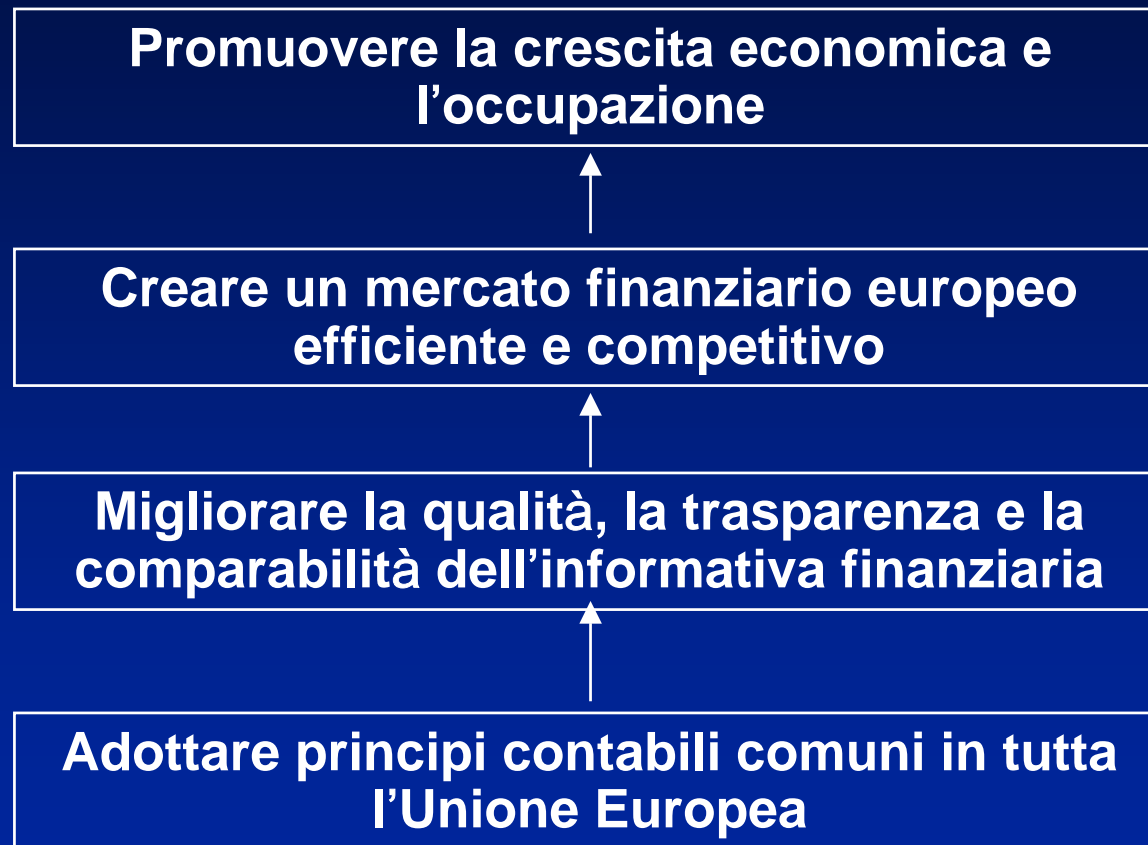 Promuovere la crescita economica e
l’occupazione
Creare un mercato finanziario europeo
efficiente e competitivo
Migliorare la qualità, la trasparenza e la
comparabilità dell’informativa finanziaria
Adottare principi contabili comuni in tutta
l’Unione Europea